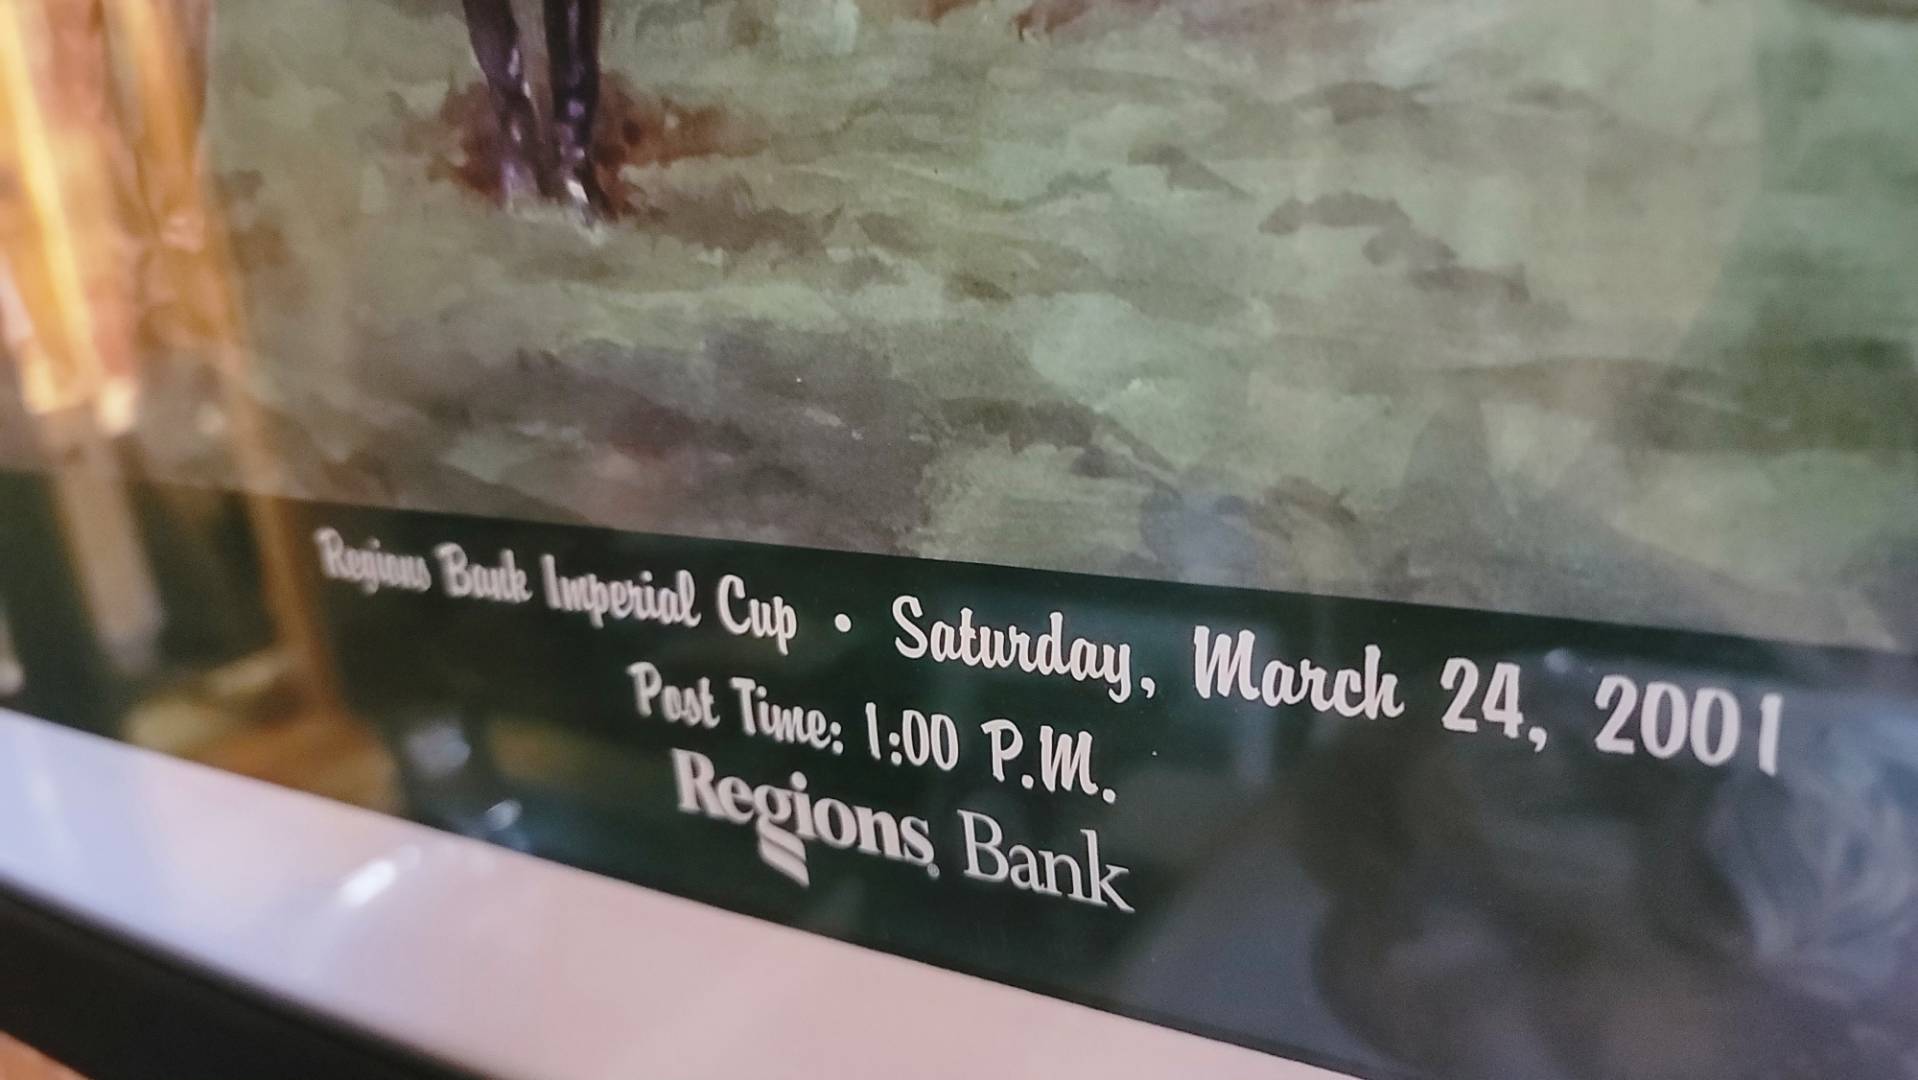 Regions Bank Imperial Cup • Saturday, March 24, 2001
Post Time: 1:00 P.M.
Regions Bank